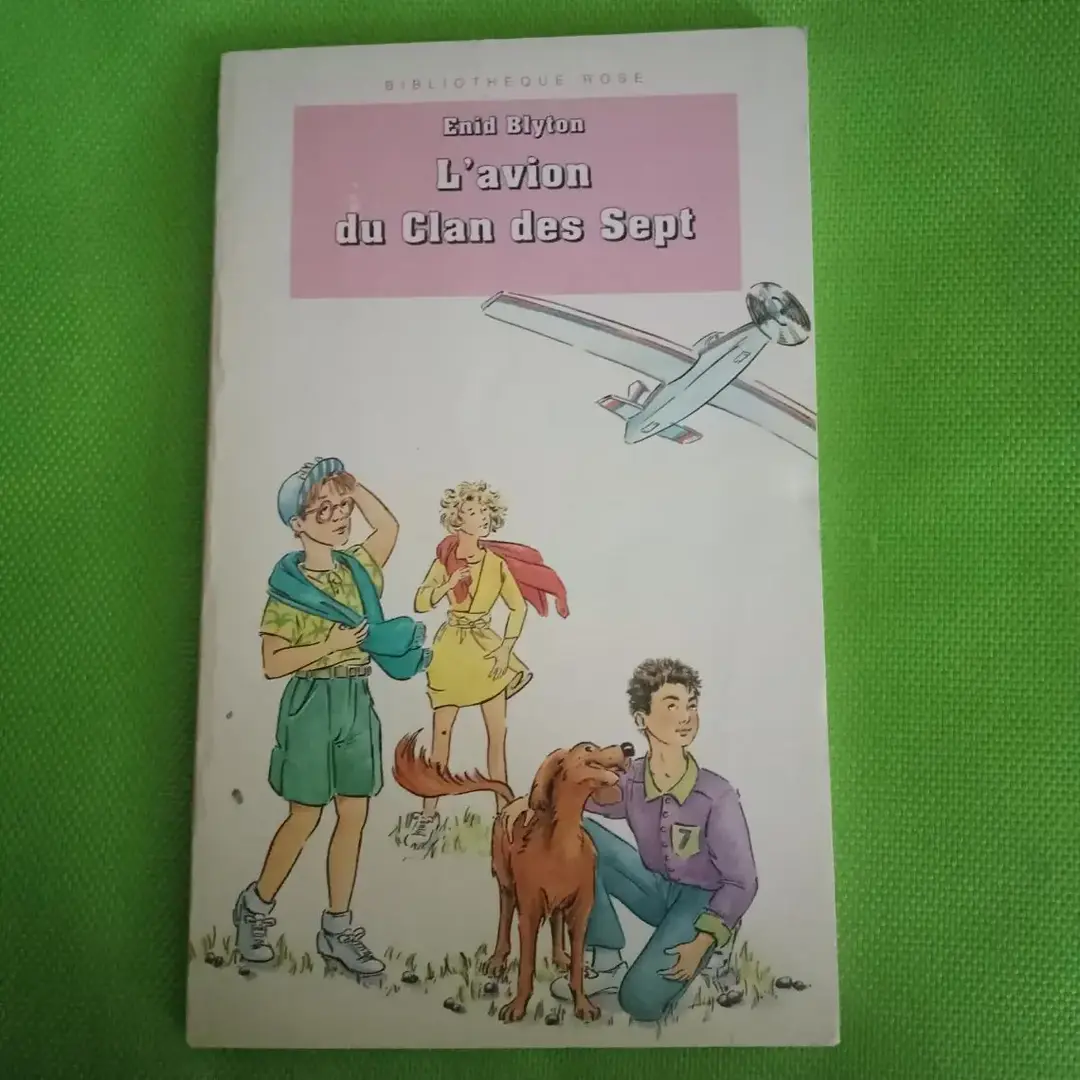 BIBLIOTHEQUE ROSE
Enid Blyton
L'avion
du Clan des Sept
7